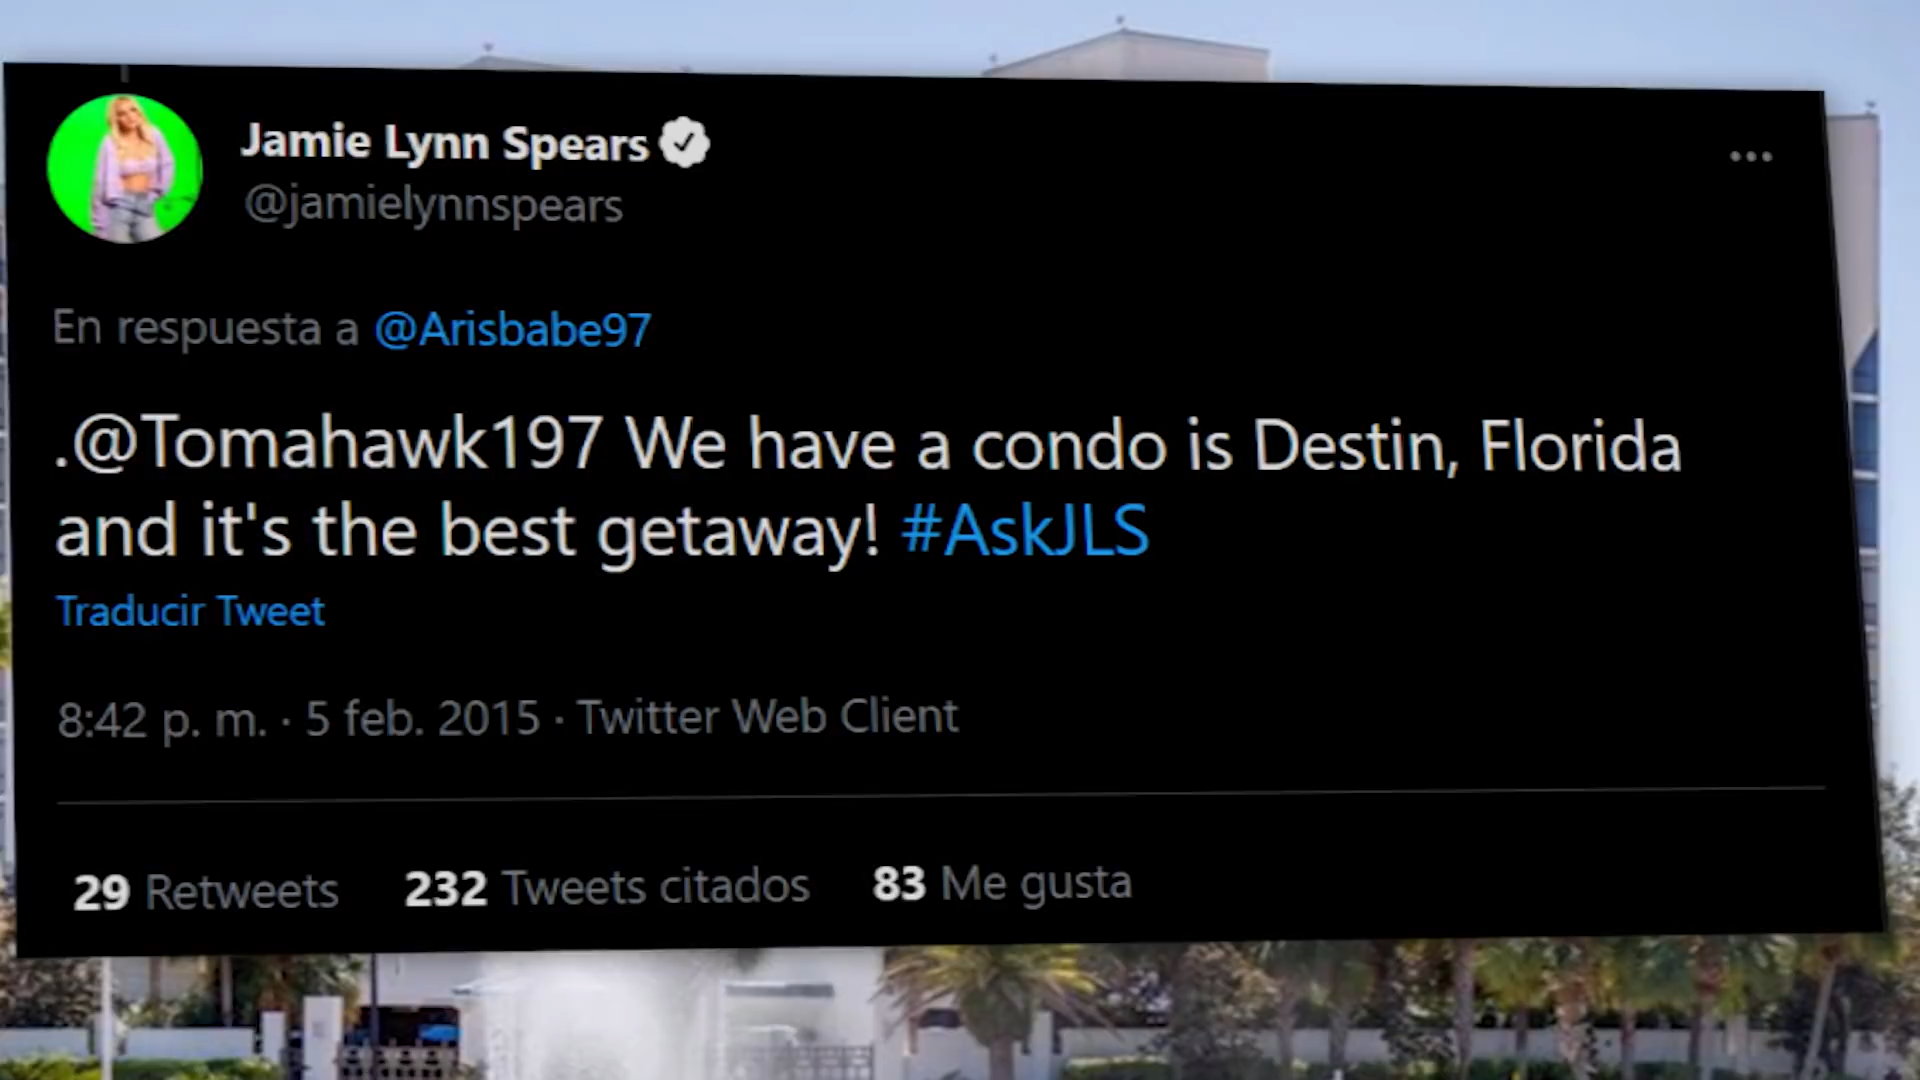 Jamie Lynn Spears
@jamielynnspears
En respuesta a @Arisbabe97
.@Tomahawk197 We have a condo is Destin, Florida
and it's the best getaway! #AskJLS
Traducir Tweet
8:42 p. m. · 5 feb. 2015 · Twitter Web Client
29 Retweets 232 Tweets citados 83 Me gusta